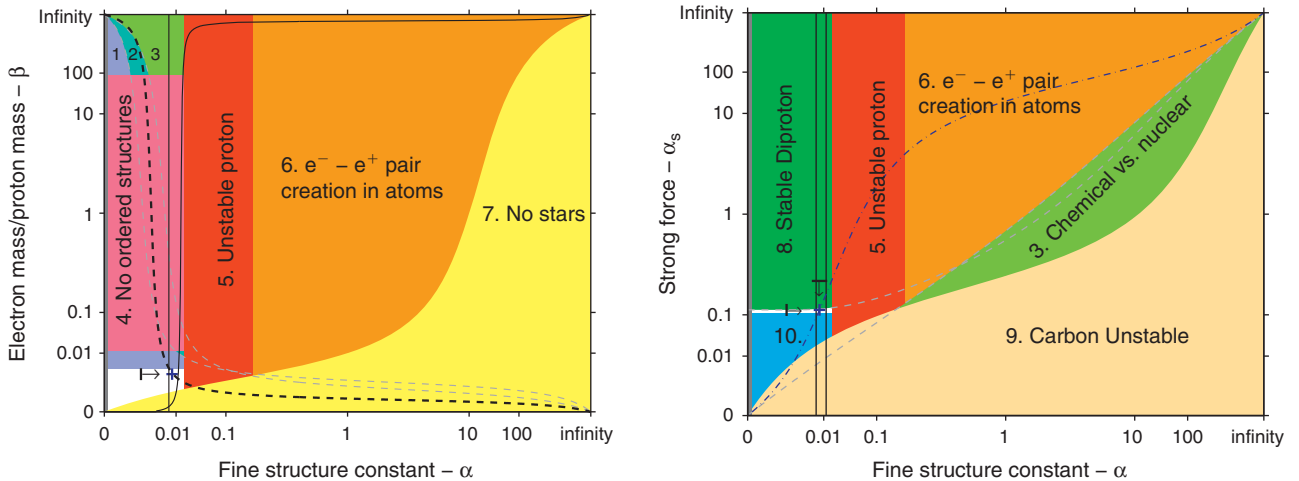 Infinity
100
10
1
0.1
0.01
0
Electron mass/proton mass – β
1
2
3
4. No ordered structures
5. Unstable proton
6. e⁻ – e⁺ pair
creation in atoms
7. No stars
0
0.01
0.1
1
10
100
infinity
Fine structure constant – α
Infinity
100
10
1
0.1
0.01
0
Strong force – αₛ
8. Stable Diproton
5. Unstable proton
6. e⁻ – e⁺ pair
creation in atoms
3. Chemical vs. nuclear
10.
9. Carbon Unstable
0
0.01
0.1
1
10
100
infinity
Fine structure constant – α